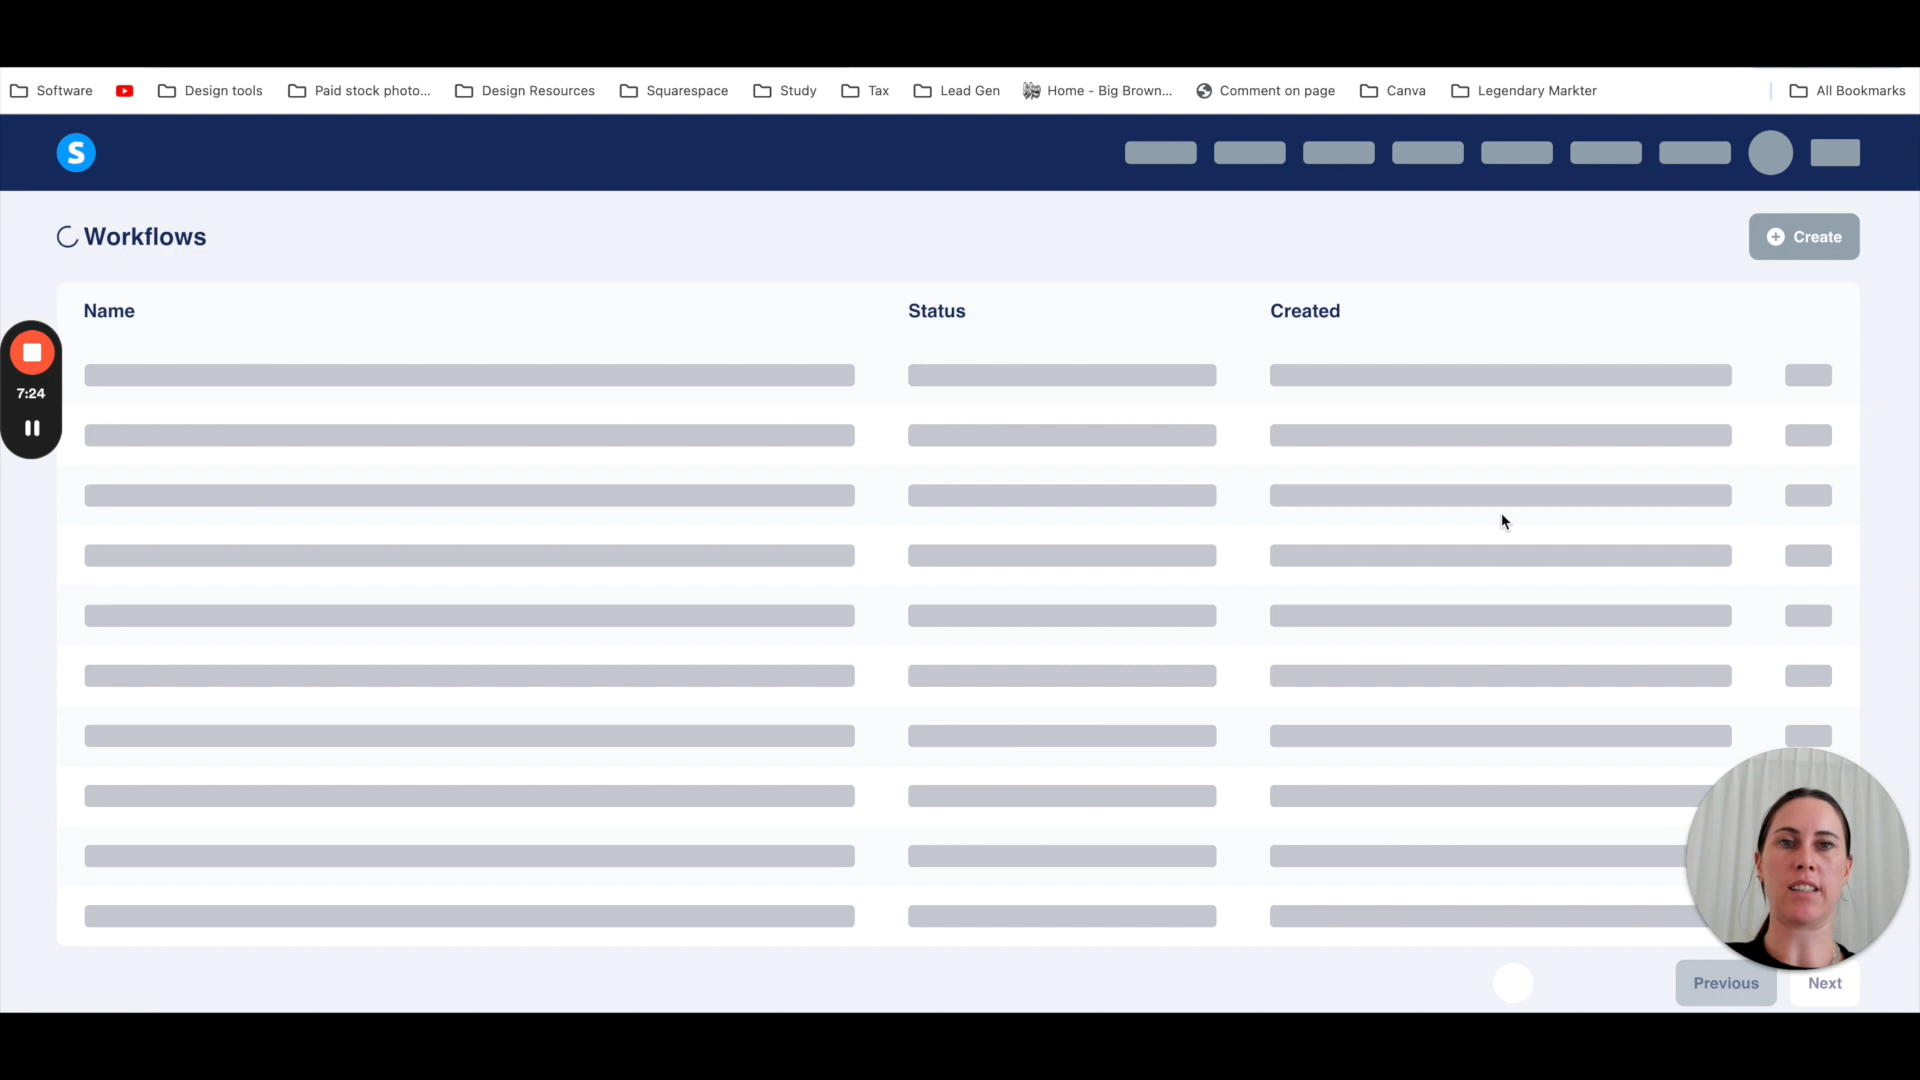 Software Design tools Paid stock photo... Design Resources Squarespace Study Tax Lead Gen Home - Big Brown... Comment on page Canva Legendary Markter All Bookmarks
S
Workflows Create
Name Status Created
7:24
Previous Next